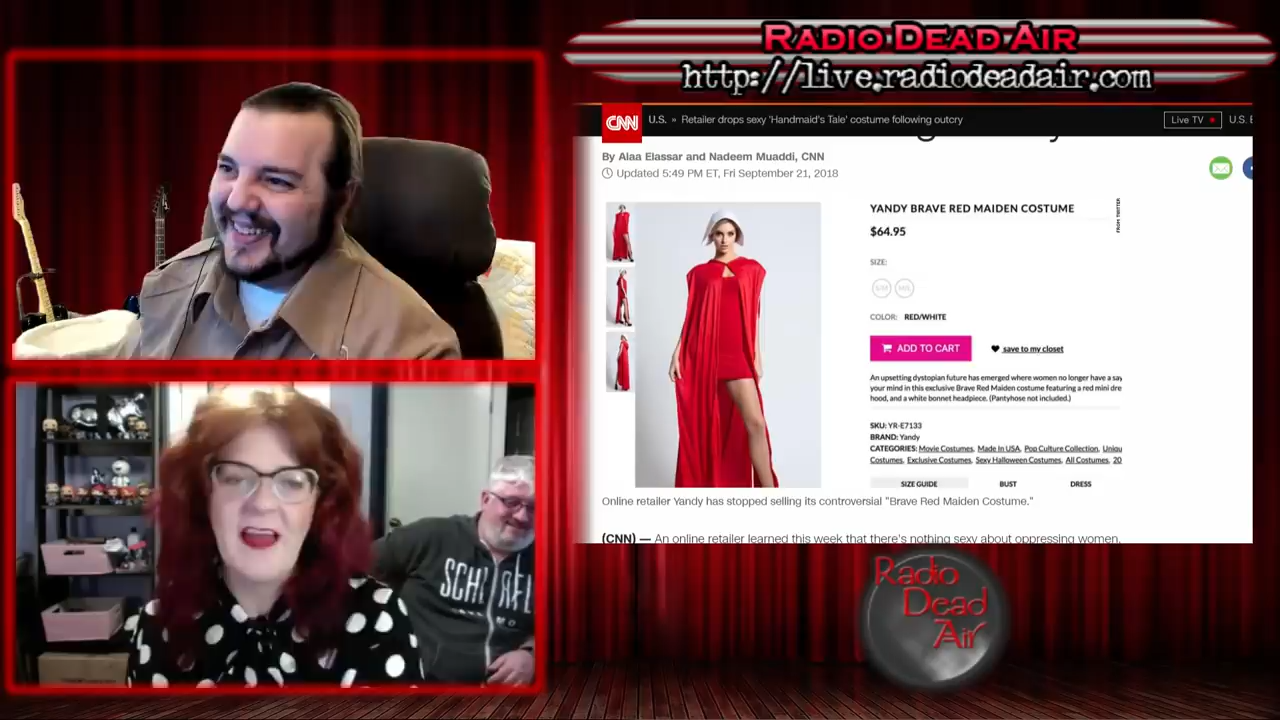 RADIO DEAD AIR
http://live.radiodeadair.com
CNN
U.S. » Retailer drops sexy 'Handmaid's Tale' costume following outcry
Live TV
U.S. E
By Alaa Elassar and Nadeem Muaddi, CNN
Updated 5:49 PM ET, Fri September 21, 2018
YANDY BRAVE RED MAIDEN COSTUME
FROM TWITTER
$64.95
SIZE:
S/M
COLOR: RED/WHITE
ADD TO CART
save to my closet
An upsetting dystopian future has emerged where women no longer have a say
your mind in this exclusive Brave Red Maiden costume featuring a red mini dre
hood, and a white bonnet headpiece. (Pantyhose not included.)
SKU: YR-E7133
BRAND: Yandy
CATEGORIES: Movie Costumes, Made In USA, Pop Culture Collection, Uniqu
Costumes, Exclusive Costumes, Sexy Halloween Costumes, All Costumes, 20
SIZE GUIDE
BUST
DRESS
Online retailer Yandy has stopped selling its controversial "Brave Red Maiden Costume."
(CNN) — An online retailer learned this week that there's nothing sexy about oppressing women.
Radio
Dead
Air